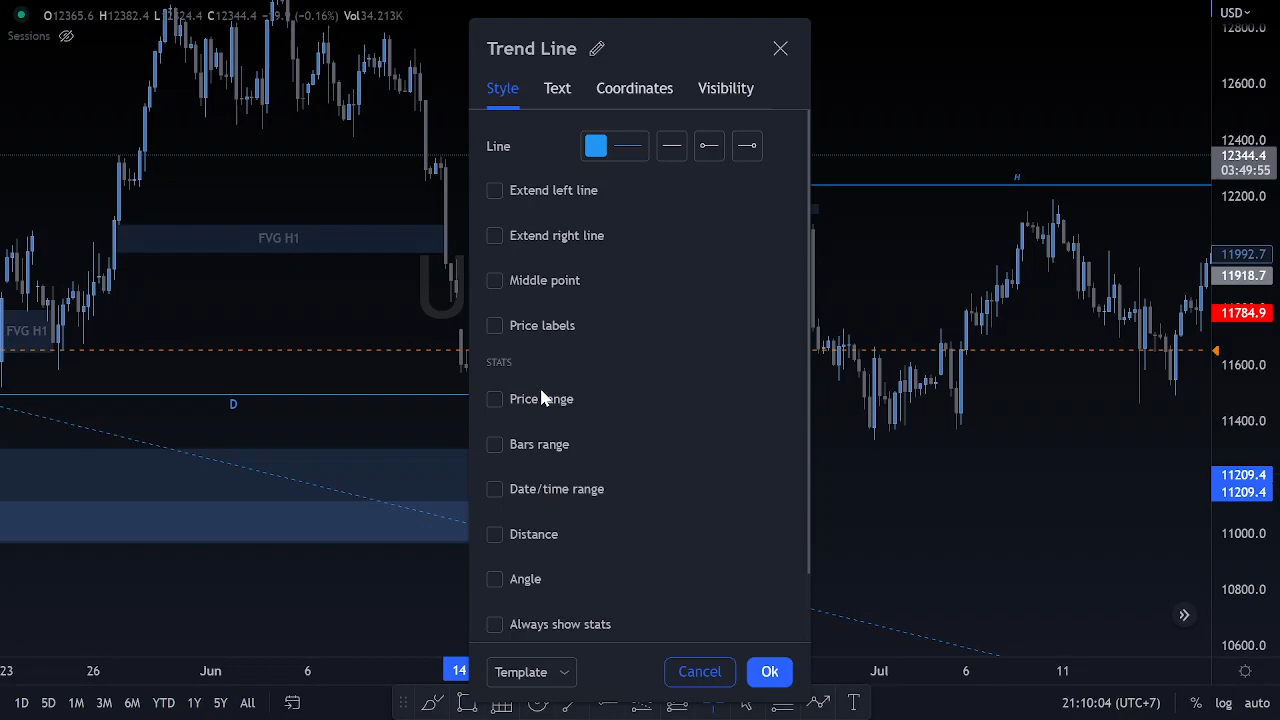 O12365.6 H12382.4 L12324.4 C12344.4 −19.9 (−0.16%) Vol34.213K
Sessions
USD
Trend Line
Style Text Coordinates Visibility
Line
Extend left line
Extend right line
Middle point
Price labels
STATS
Price range
Bars range
Date/time range
Distance
Angle
Always show stats
Template
Cancel
Ok
FVG H1
FVG H1
D
H
12800.0
12600.0
12400.0
12344.4
03:49:55
12200.0
11992.7
11918.7
11784.9
11600.0
11400.0
11209.4
11209.4
11000.0
10800.0
10600.0
23 26 Jun 6 14 Jul 6 11
1D 5D 1M 3M 6M YTD 1Y 5Y All
21:10:04 (UTC+7) % log auto